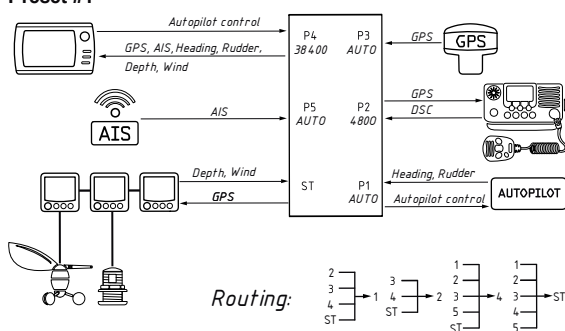 Autopilot control
GPS, AIS, Heading, Rudder,
Depth, Wind
P4
38400
P3
AUTO
GPS
GPS
AIS
AIS
P5
AUTO
P2
4800
GPS
DSC
Depth, Wind
GPS
ST
P1
AUTO
Heading, Rudder
Autopilot control
AUTOPILOT
Routing:
2
3
4
ST
1
3
4
ST
2
1
2
3
5
ST
4
1
2
3
4
5
ST